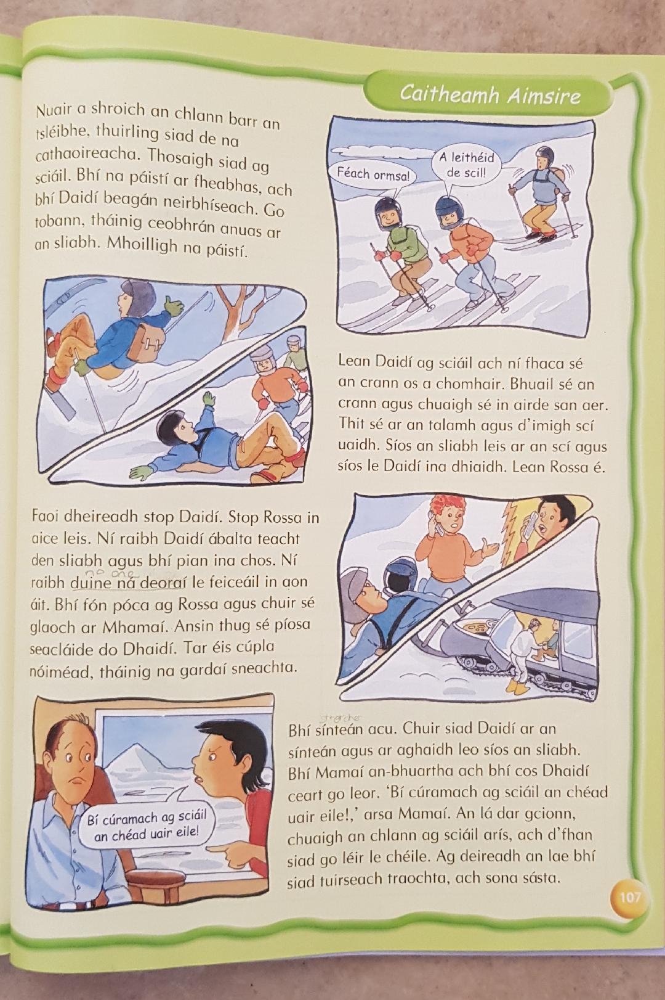 Caitheamh Aimsire
Nuair a shroich an chlann barr an
tsléibhe, thuirling siad de na
cathaoireacha. Thosaigh siad ag
sciáil. Bhí na páistí ar fheabhas, ach
bhí Daidí beagán neirbhíseach. Go
tobann, tháinig ceobhrán anuas ar
an sliabh. Mhoilligh na páistí.
Féach ormsa!
A leithéid
de scil!
Lean Daidí ag sciáil ach ní fhaca sé
an crann os a chomhair. Bhuail sé an
crann agus chuaigh sé in airde san aer.
Thit sé ar an talamh agus d'imigh scí
uaidh. Síos an sliabh leis ar an scí agus
síos le Daidí ina dhiaidh. Lean Rossa é.
Faoi dheireadh stop Daidí. Stop Rossa in
aice leis. Ní raibh Daidí ábalta teacht
den sliabh agus bhí pian ina chos. Ní
no one
raibh duine ná deoraí le feiceáil in aon
áit. Bhí fón póca ag Rossa agus chuir sé
glaoch ar Mhamaí. Ansin thug sé píosa
seacláide do Dhaidí. Tar éis cúpla
nóiméad, tháinig na gardaí sneachta.
stretcher
Bhí sínteán acu. Chuir siad Daidí ar an
sínteán agus ar aghaidh leo síos an sliabh.
Bhí Mamaí an-bhuartha ach bhí cos Dhaidí
ceart go leor. 'Bí cúramach ag sciáil an chéad
uair eile!,' arsa Mamaí. An lá dar gcionn,
chuaigh an chlann ag sciáil arís, ach d'fhan
siad go léir le chéile. Ag deireadh an lae bhí
siad tuirseach traochta, ach sona sásta.
Bí cúramach ag sciáil
an chéad uair eile!
107